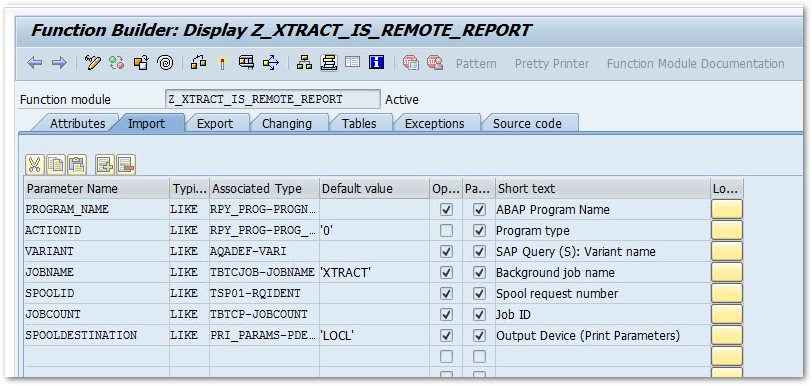 Function Builder: Display Z_XTRACT_IS_REMOTE_REPORT
Pattern Pretty Printer Function Module Documentation
Function module Z_XTRACT_IS_REMOTE_REPORT Active
Attributes Import Export Changing Tables Exceptions Source code
Parameter Name Typi... Associated Type Default value Op... Pa... Short text Lo...
PROGRAM_NAME LIKE RPY_PROG-PROGN... ABAP Program Name
ACTIONID LIKE RPY_PROG-PROG_... '0' Program type
VARIANT LIKE AQADEF-VARI SAP Query (S): Variant name
JOBNAME LIKE TBTCJOB-JOBNAME 'XTRACT' Background job name
SPOOLID LIKE TSP01-RQIDENT Spool request number
JOBCOUNT LIKE TBTCP-JOBCOUNT Job ID
SPOOLDESTINATION LIKE PRI_PARAMS-PDE... 'LOCL' Output Device (Print Parameters)